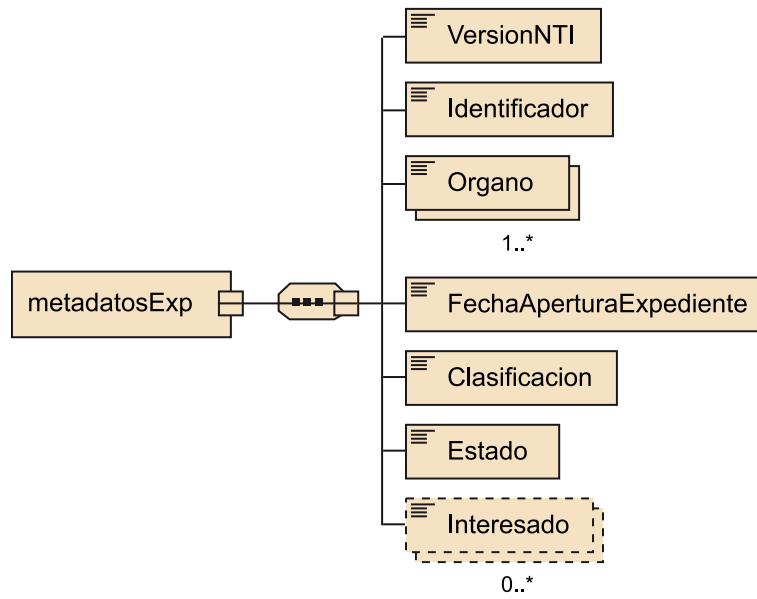 VersionNTI
Identificador
Organo
1..*
metadatosExp
FechaAperturaExpediente
Clasificacion
Estado
Interesado
0..*